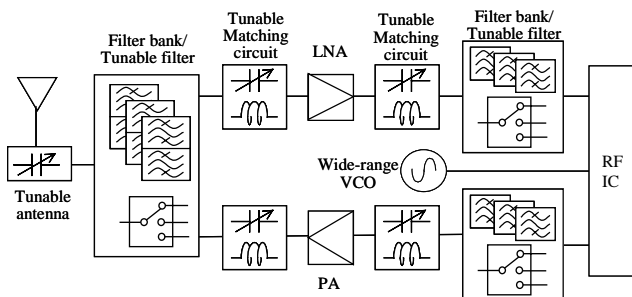 Tunable
Matching
circuit
Tunable
Matching
circuit
Filter bank/
Tunable filter
Filter bank/
Tunable filter
LNA
Wide-range
VCO
RF
IC
Tunable
antenna
PA